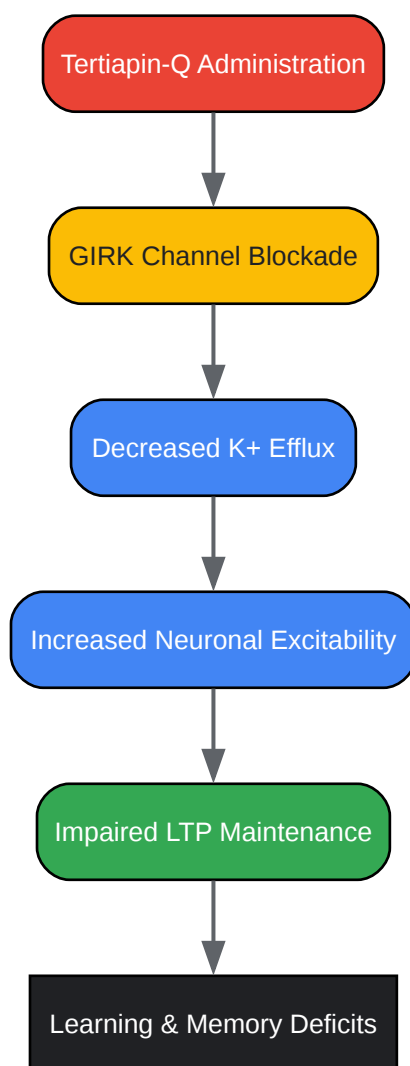 Tertiapin-Q Administration
GIRK Channel Blockade
Decreased K+ Efflux
Increased Neuronal Excitability
Impaired LTP Maintenance
Learning & Memory Deficits